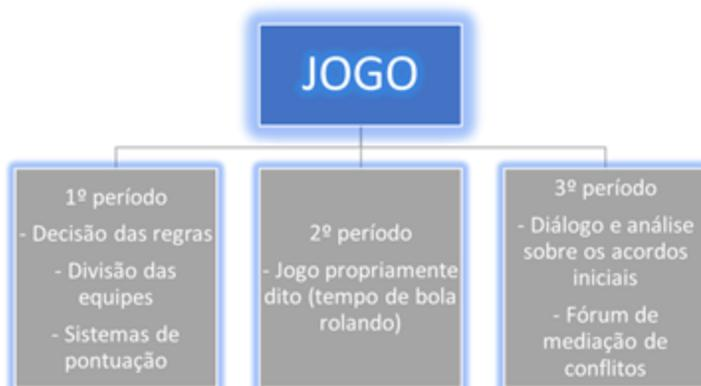 JOGO
1º período
- Decisão das regras
- Divisão das
equipes
- Sistemas de
pontuação
2º período
- Jogo propriamente
dito (tempo de bola
rolando)
3º período
- Diálogo e análise
sobre os acordos
iniciais
- Fórum de
mediação de
conflitos